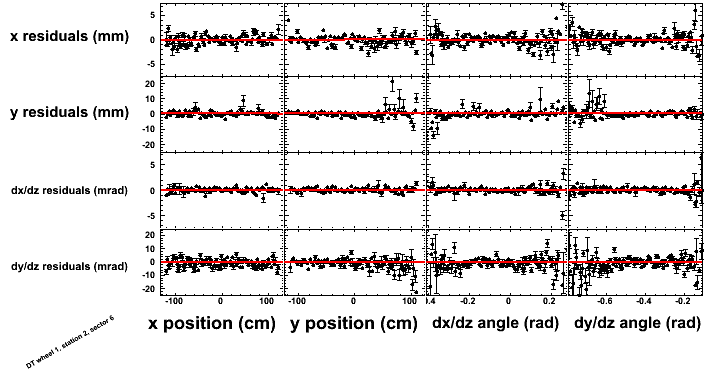 x residuals (mm)
5
0
-5
y residuals (mm)
20
10
0
-10
-20
dx/dz residuals (mrad)
5
0
-5
dy/dz residuals (mrad)
20
10
0
-10
-20
-100 0 100 -100 0 100 .4 -0.2 0 0.2 -0.6 -0.4 -0.2
x position (cm) y position (cm) dx/dz angle (rad) dy/dz angle (rad)
DT wheel 1, station 2, sector 6